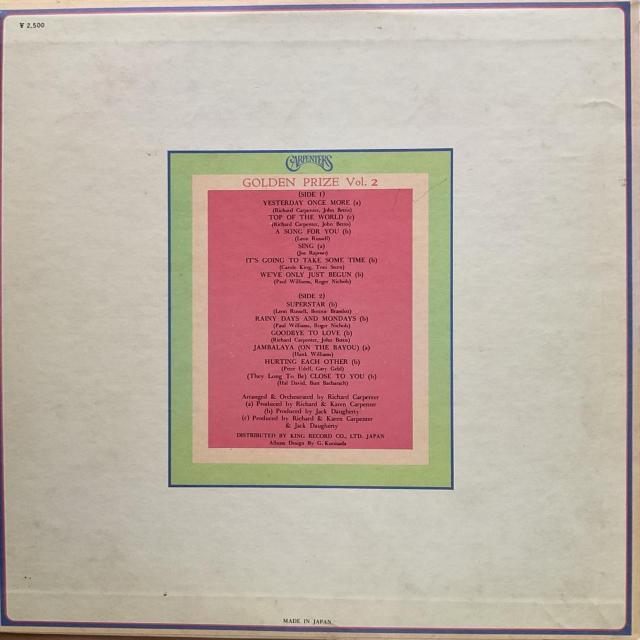 ¥ 2,500
CARPENTERS
GOLDEN PRIZE Vol. 2
(SIDE 1)
YESTERDAY ONCE MORE (a)
(Richard Carpenter, John Bettis)
TOP OF THE WORLD (c)
(Richard Carpenter, John Bettis)
A SONG FOR YOU (b)
(Leon Russell)
SING (a)
(Joe Raposo)
IT'S GOING TO TAKE SOME TIME (b)
(Carole King, Toni Stern)
WE'VE ONLY JUST BEGUN (b)
(Paul Williams, Roger Nichols)
(SIDE 2)
SUPERSTAR (b)
(Leon Russell, Bonnie Bramlett)
RAINY DAYS AND MONDAYS (b)
(Paul Williams, Roger Nichols)
GOODBYE TO LOVE (b)
(Richard Carpenter, John Bettis)
JAMBALAYA (ON THE BAYOU) (a)
(Hank Williams)
HURTING EACH OTHER (b)
(Peter Udell, Gary Geld)
(They Long To Be) CLOSE TO YOU (b)
(Hal David, Burt Bacharach)
Arranged & Orchestrated by Richard Carpenter
(a) Produced by Richard & Karen Carpenter
(b) Produced by Jack Daugherty
(c) Produced by Richard & Karen Carpenter
& Jack Daugherty
DISTRIBUTED BY KING RECORD CO., LTD. JAPAN
Album Design By G. Kunisada
MADE IN JAPAN